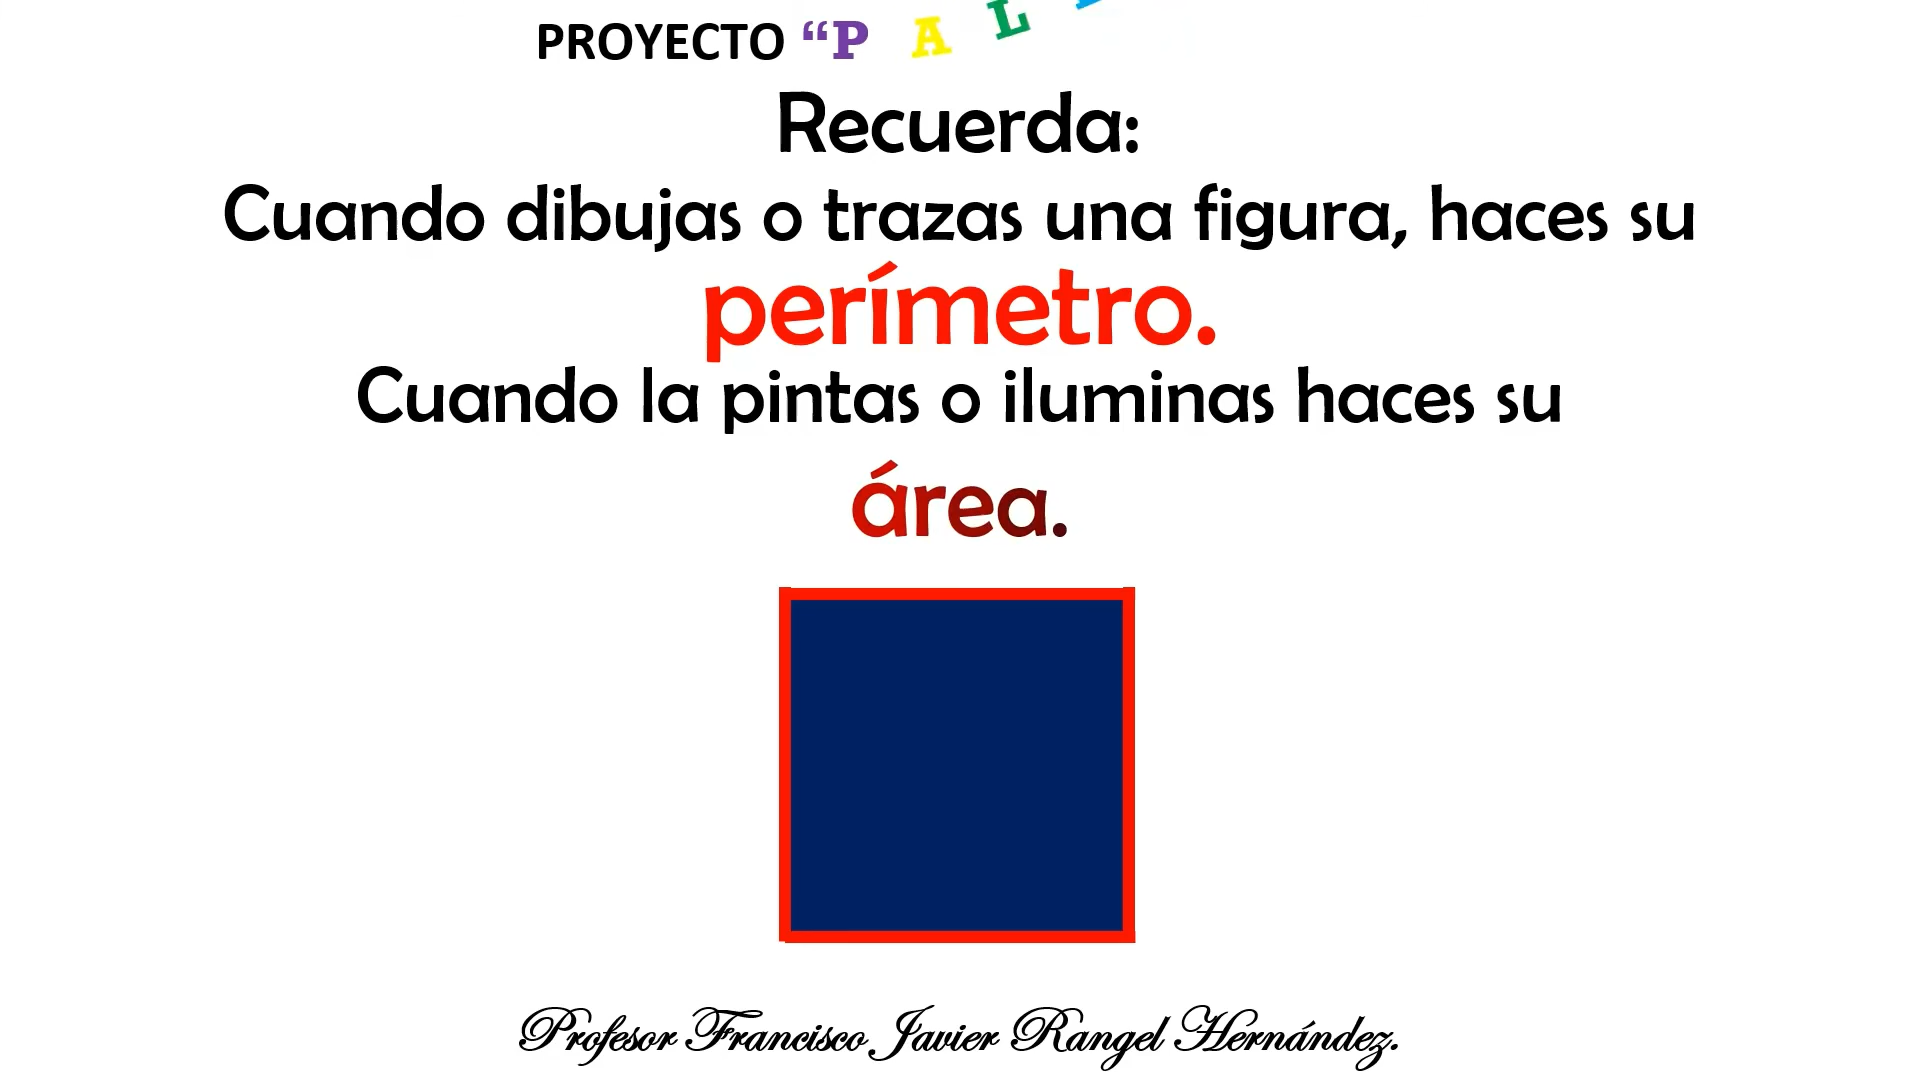 PROYECTO “P A L
Recuerda:
Cuando dibujas o trazas una figura, haces su
perímetro.
Cuando la pintas o iluminas haces su
área.
Profesor Francisco Javier Rangel Hernández.